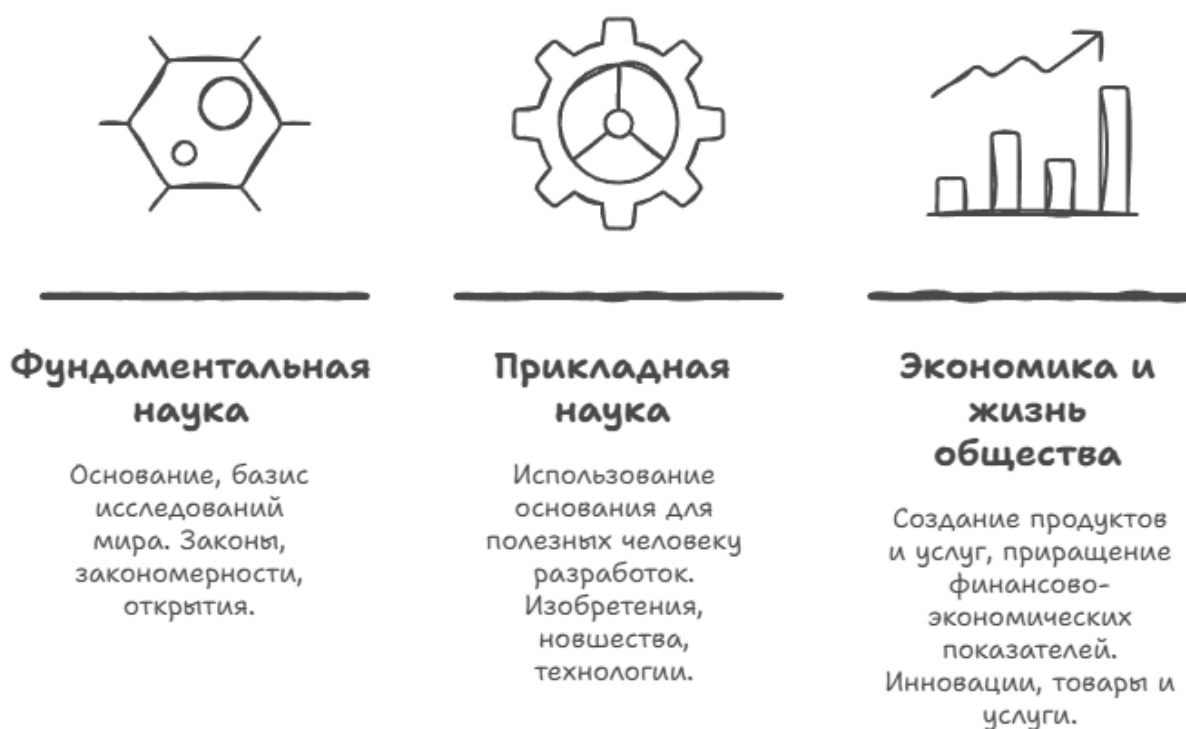 Фундаментальная
наука
Основание, базис
исследований
мира. Законы,
закономерности,
открытия.
Прикладная
наука
Использование
основания для
полезных человеку
разработок.
Изобретения,
новшества,
технологии.
Экономика и
жизнь
общества
Создание продуктов
и услуг, приращение
финансово-
экономических
показателей.
Инновации, товары и
услуги.